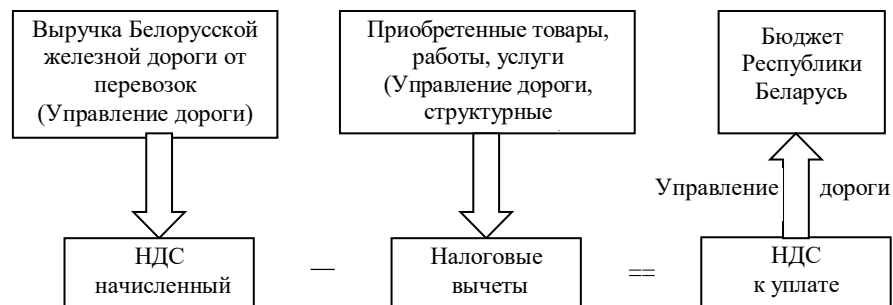 Выручка Белорусской
железной дороги от
перевозок
(Управление дороги)
Приобретенные товары,
работы, услуги
(Управление дороги,
структурные
Бюджет
Республики
Беларусь
Управление дороги
НДС
начисленный
—
Налоговые
вычеты
==
НДС
к уплате